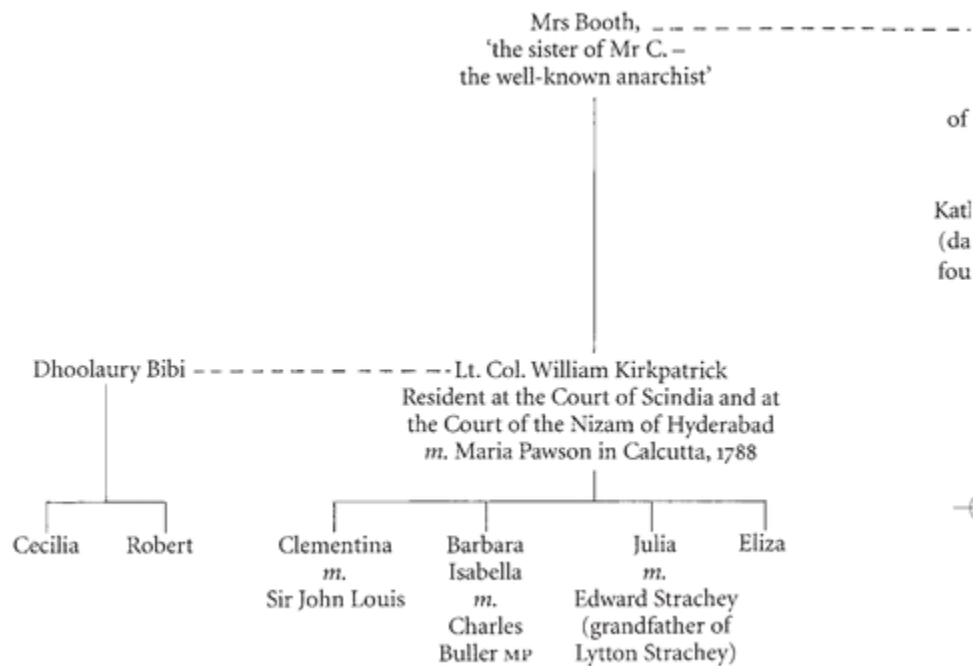 Mrs Booth,
'the sister of Mr C. –
the well-known anarchist'
of
(da
fou
Dhoolaury Bibi
Lt. Col. William Kirkpatrick
Resident at the Court of Scindia and at
the Court of the Nizam of Hyderabad
m. Maria Pawson in Calcutta, 1788
Cecilia
Robert
Clementina
m.
Sir John Louis
Barbara
Isabella
m.
Charles
Buller MP
Julia
m.
Edward Strachey
(grandfather of
Lytton Strachey)
Eliza